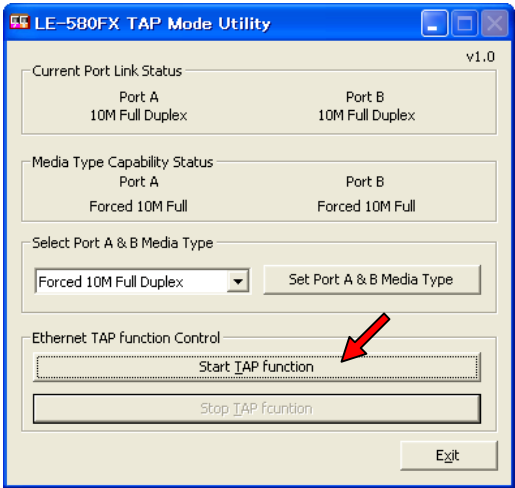 LE-580FX TAP Mode Utility
v1.0
Current Port Link Status
Port A Port B
10M Full Duplex 10M Full Duplex
Media Type Capability Status
Port A Port B
Forced 10M Full Forced 10M Full
Select Port A & B Media Type
Forced 10M Full Duplex Set Port A & B Media Type
Ethernet TAP function Control
Start TAP function
Stop TAP fcuntion
Exit